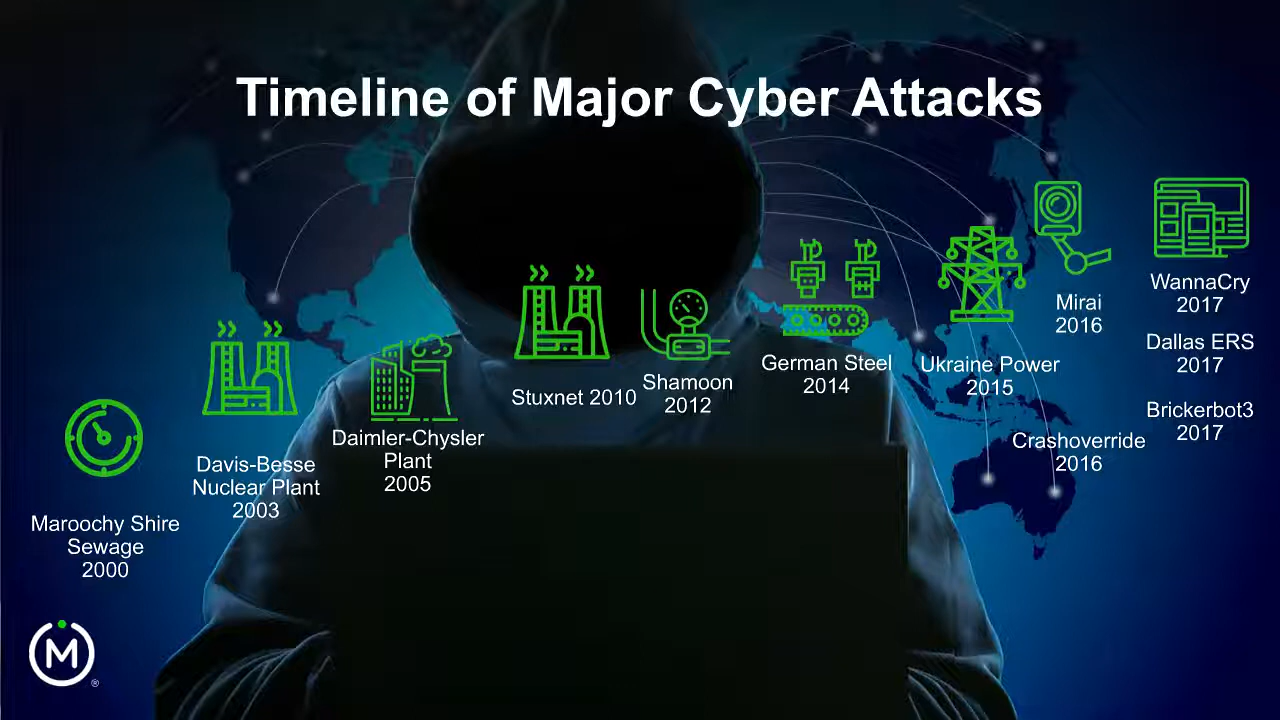 Timeline of Major Cyber Attacks
Maroochy Shire
Sewage
2000
Davis-Besse
Nuclear Plant
2003
Daimler-Chysler
Plant
2005
Stuxnet 2010
Shamoon
2012
German Steel
2014
Ukraine Power
2015
Mirai
2016
Crashoverride
2016
WannaCry
2017
Dallas ERS
2017
Brickerbot3
2017
M
®